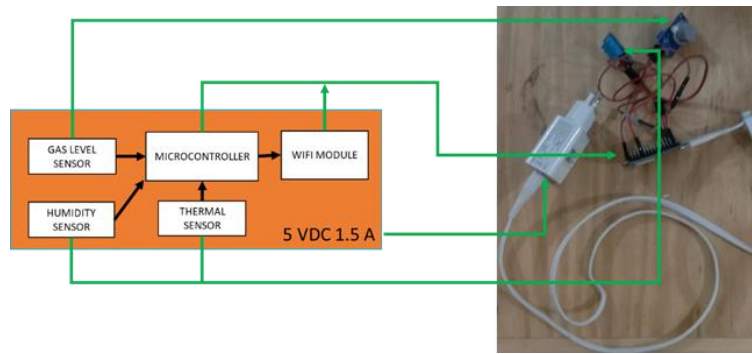 GAS LEVEL
SENSOR
MICROCONTROLLER
WIFI MODULE
HUMIDITY
SENSOR
THERMAL
SENSOR
5 VDC 1.5 A